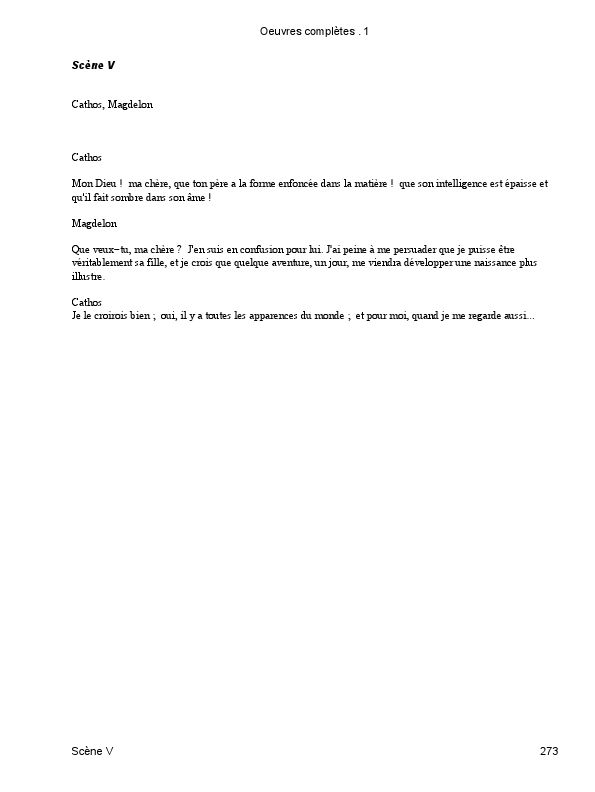 Oeuvres complètes . 1
Scène V
Cathos, Magdelon
Cathos
Mon Dieu ! ma chère, que ton père a la forme enfoncée dans la matière ! que son intelligence est épaisse et
qu'il fait sombre dans son âme !
Magdelon
Que veux-tu, ma chère ? J'en suis en confusion pour lui. J'ai peine à me persuader que je puisse être
véritablement sa fille, et je crois que quelque aventure, un jour, me viendra développer une naissance plus
illustre.
Cathos
Je le croirois bien ; oui, il y a toutes les apparences du monde ; et pour moi, quand je me regarde aussi...
Scène V 273